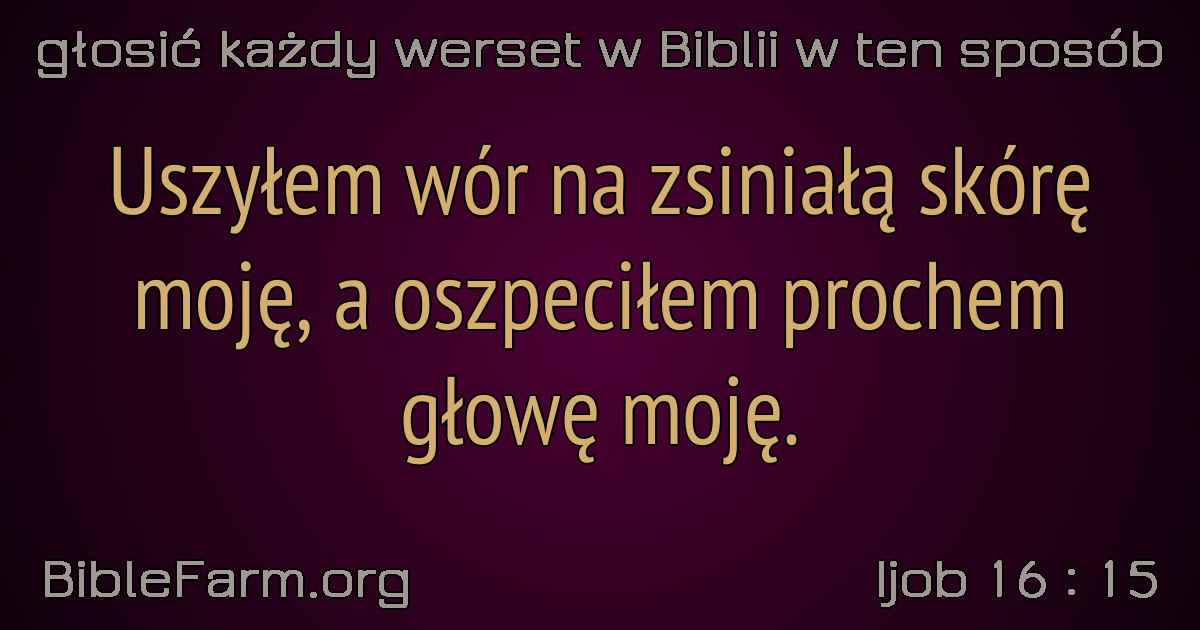 głosić każdy werset w Biblii w ten sposób
Uszyłem wór na zsiniałą skórę
moję, a oszpeciłem prochem
głowę moję.
BibleFarm.org
Ijob 16 : 15